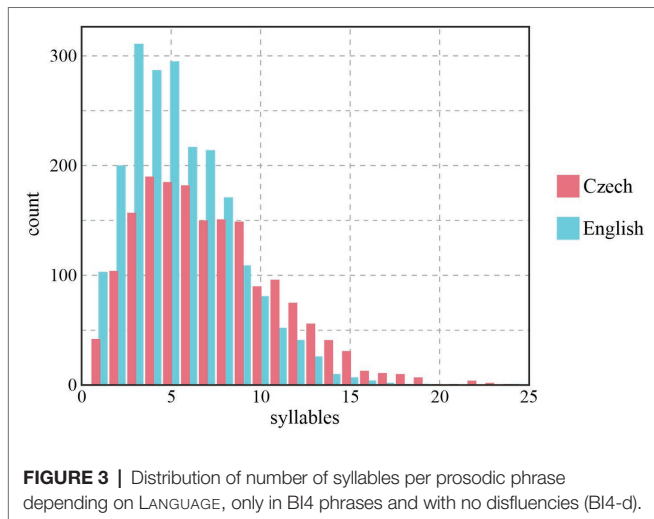 300
200
100
0
count
0
5
10
15
20
25
syllables
Czech
English
FIGURE 3 | Distribution of number of syllables per prosodic phrase
depending on LANGUAGE, only in BI4 phrases and with no disfluencies (BI4-d).